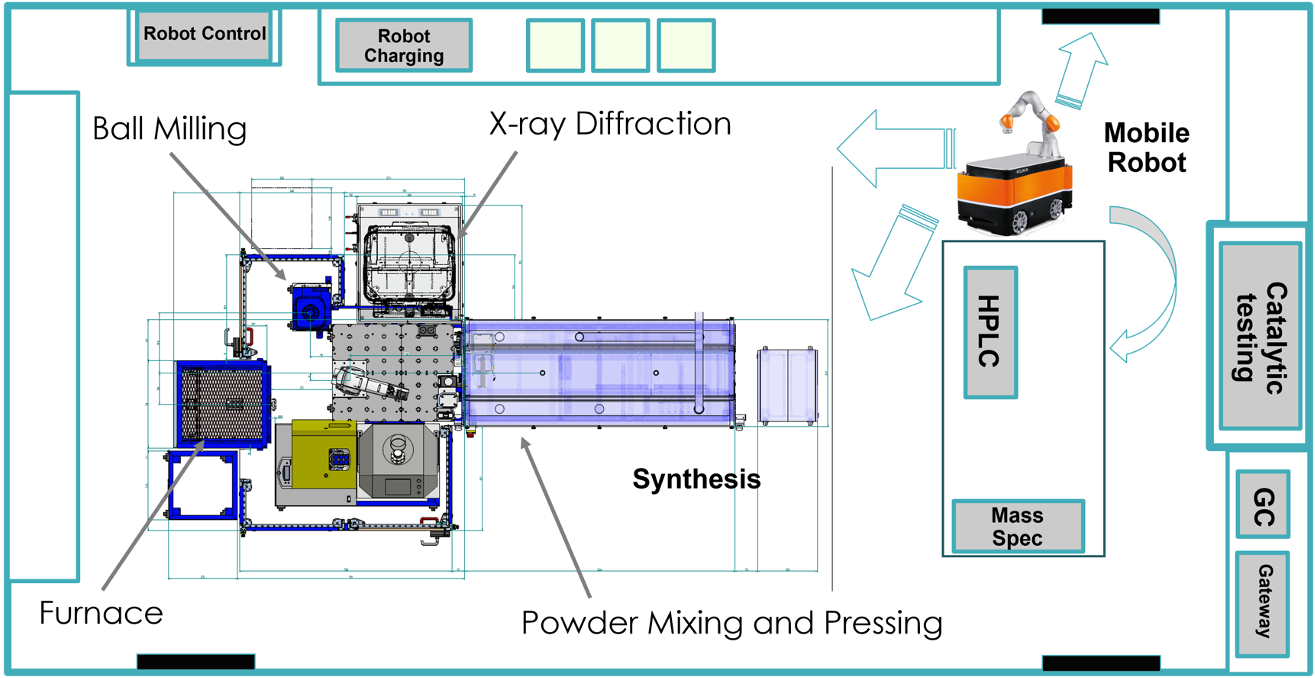 Robot Control
Robot
Charging
Ball Milling
X-ray Diffraction
Mobile
Robot
KUKA
HPLC
Catalytic
testing
Synthesis
Mass
Spec
GC
Gateway
Furnace
Powder Mixing and Pressing